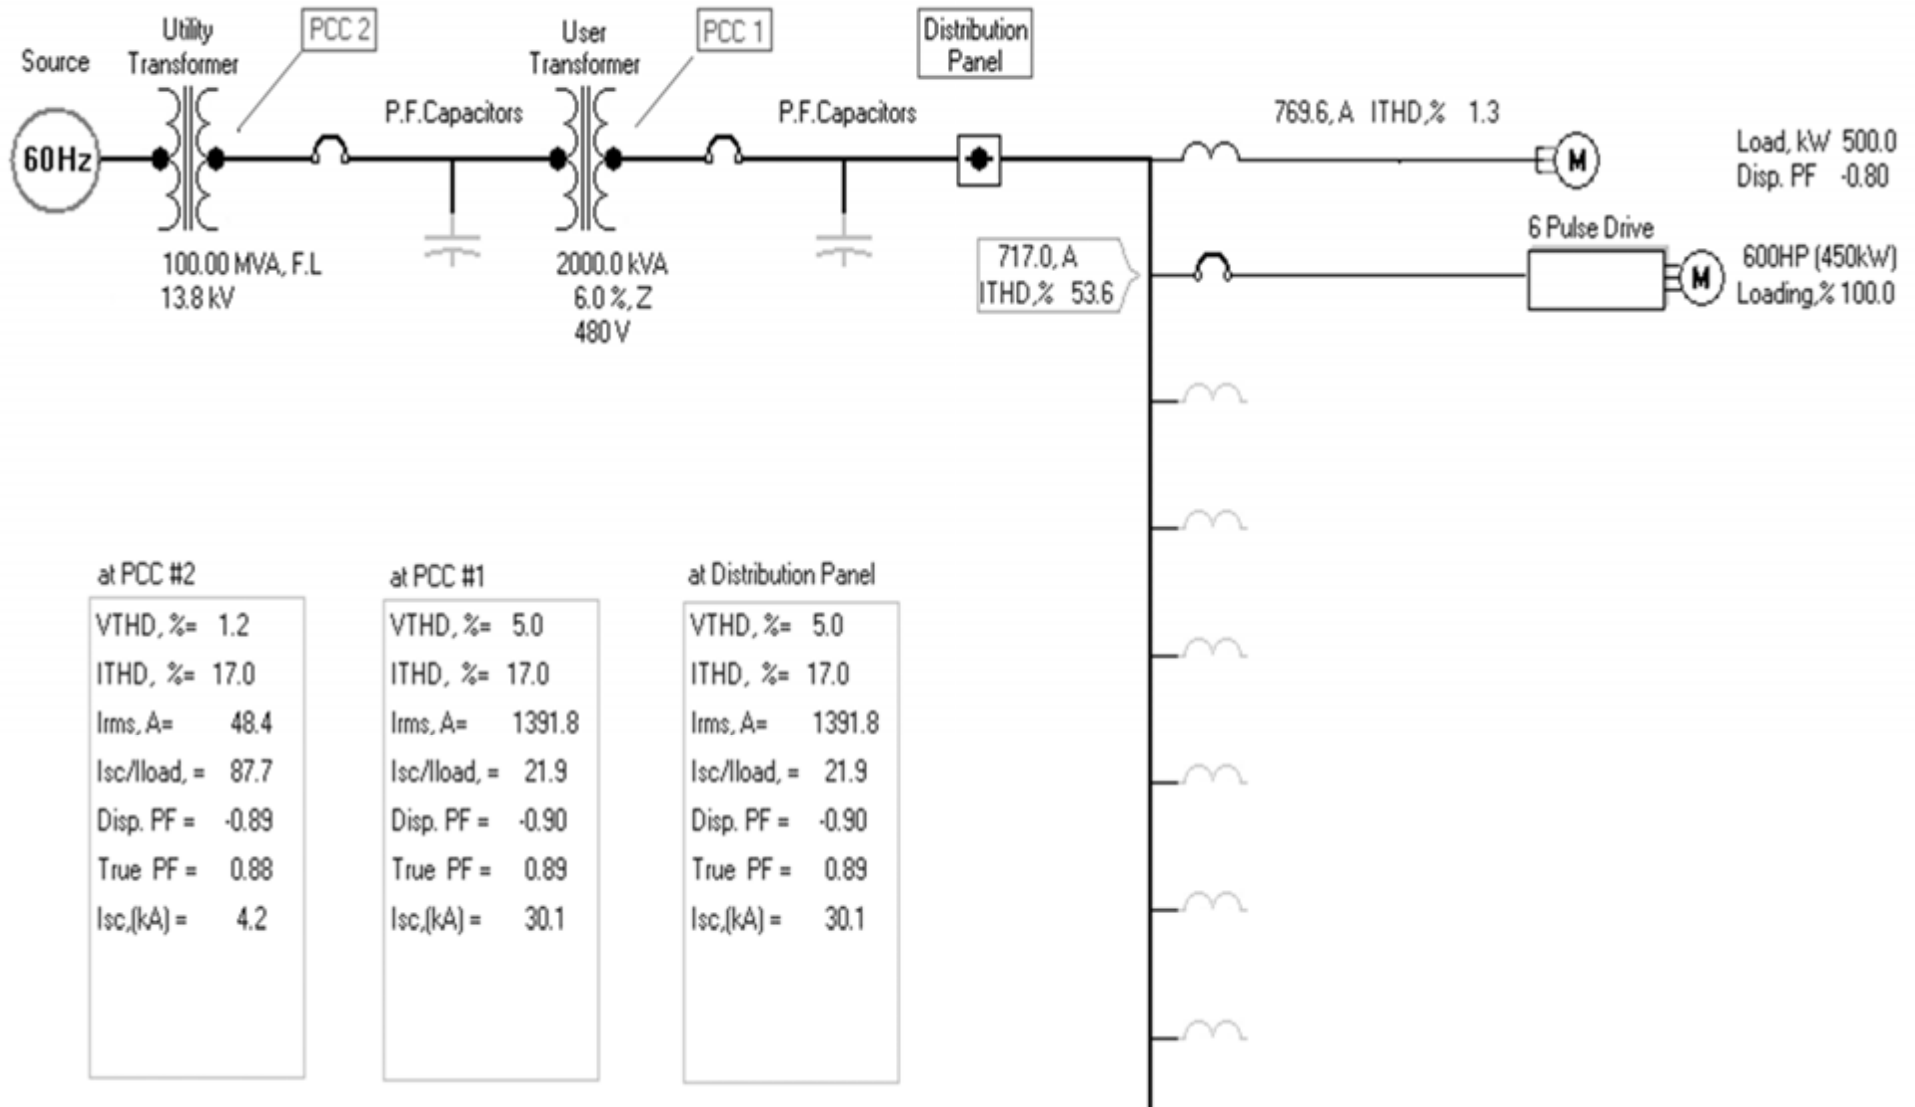 Source
Utility
Transformer
PCC 2
User
Transformer
PCC 1
Distribution
Panel
P.F.Capacitors
P.F.Capacitors
60Hz
769.6, A ITHD,% 1.3
M
Load, kW 500.0
Disp. PF -0.80
100.00 MVA, F.L
13.8 kV
2000.0 kVA
6.0 %, Z
480 V
717.0, A
ITHD,% 53.6
6 Pulse Drive
M
600HP (450kW)
Loading,% 100.0
at PCC #2
VTHD, %= 1.2
ITHD, %= 17.0
Irms, A= 48.4
Isc/Iload, = 87.7
Disp. PF = -0.89
True PF = 0.88
Isc,(kA) = 4.2
at PCC #1
VTHD, %= 5.0
ITHD, %= 17.0
Irms, A= 1391.8
Isc/Iload, = 21.9
Disp. PF = -0.90
True PF = 0.89
Isc,(kA) = 30.1
at Distribution Panel
VTHD, %= 5.0
ITHD, %= 17.0
Irms, A= 1391.8
Isc/Iload, = 21.9
Disp. PF = -0.90
True PF = 0.89
Isc,(kA) = 30.1